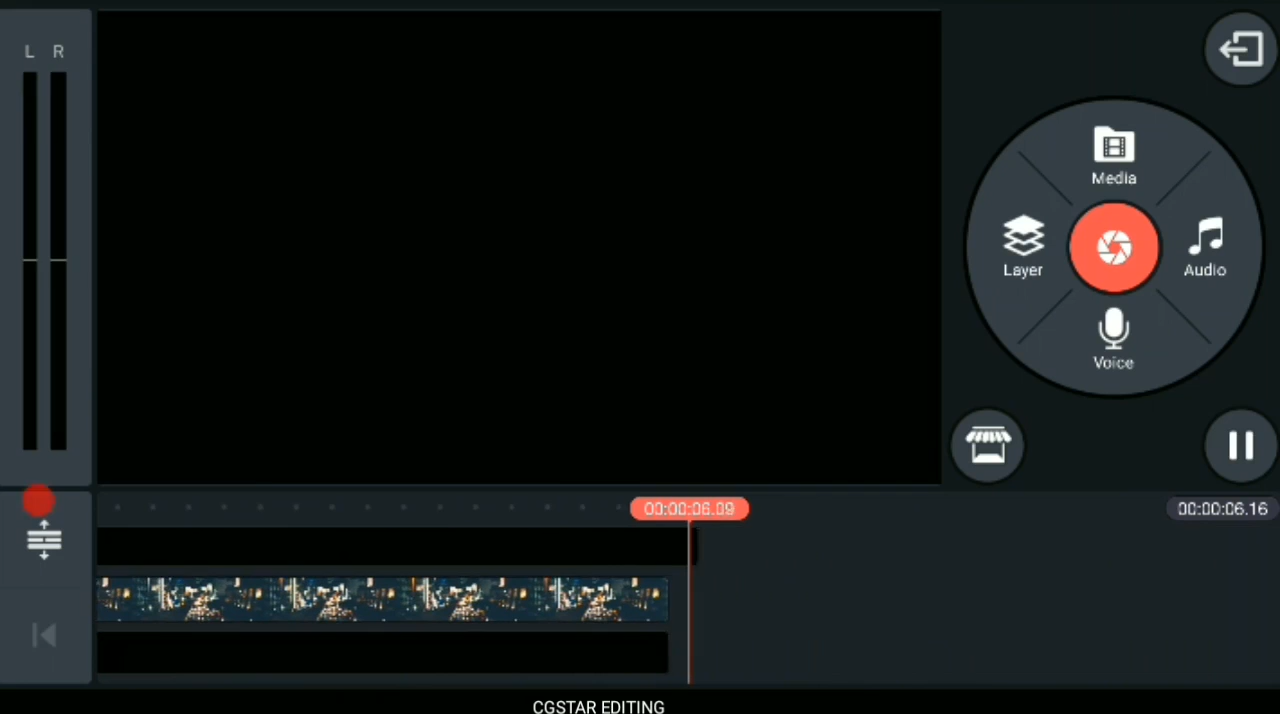 L R
Media
Layer
Audio
Voice
00:00:06.09
00:00:06.16
CGSTAR EDITING